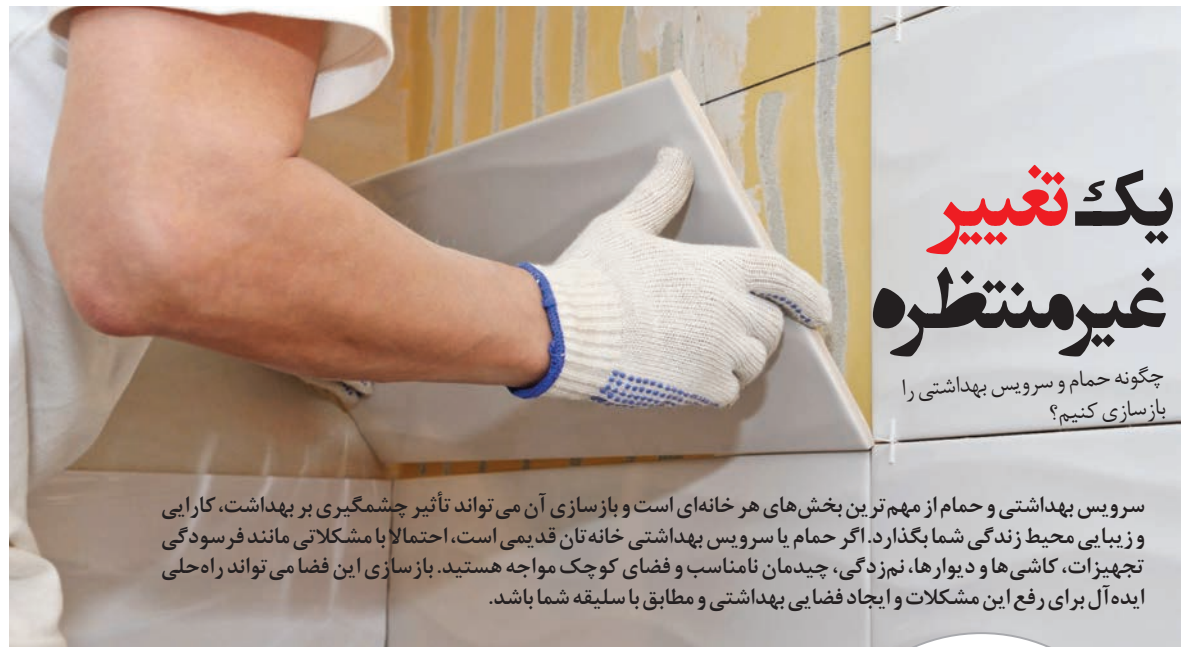 یک تغییر
غیرمنتظره
چگونه حمام و سرویس بهداشتی را
بازسازی کنیم؟
سرویس بهداشتی و حمام از مهم‌ترین بخش‌های هر خانه‌ای است و بازسازی آن می‌تواند تأثیر چشمگیری بر بهداشت، کارایی
و زیبایی محیط زندگی شما بگذارد. اگر حمام یا سرویس بهداشتی خانه‌تان قدیمی است، احتمالا با مشکلاتی مانند فرسودگی
تجهیزات، کاشی‌ها و دیوارها، نم‌زدگی، چیدمان نامناسب و فضای کوچک مواجه هستید. بازسازی این فضا می‌تواند راه‌حلی
ایده‌آل برای رفع این مشکلات و ایجاد فضایی بهداشتی و مطابق با سلیقه شما باشد.